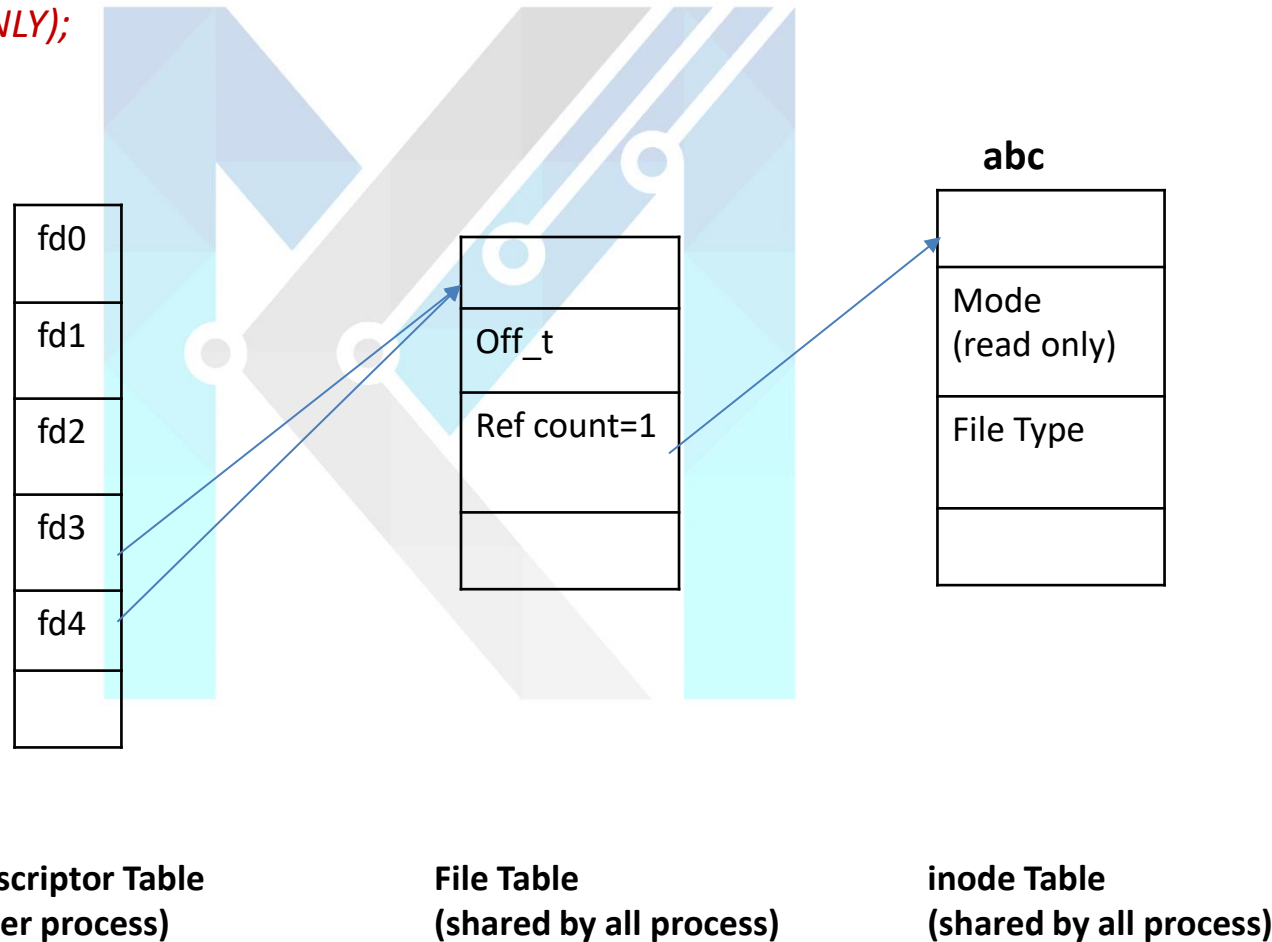 NLY);
abc
fd0
fd1
fd2
fd3
fd4
Off_t
Ref count=1
Mode
(read only)
File Type
scriptor Table
er process)
File Table
(shared by all process)
inode Table
(shared by all process)